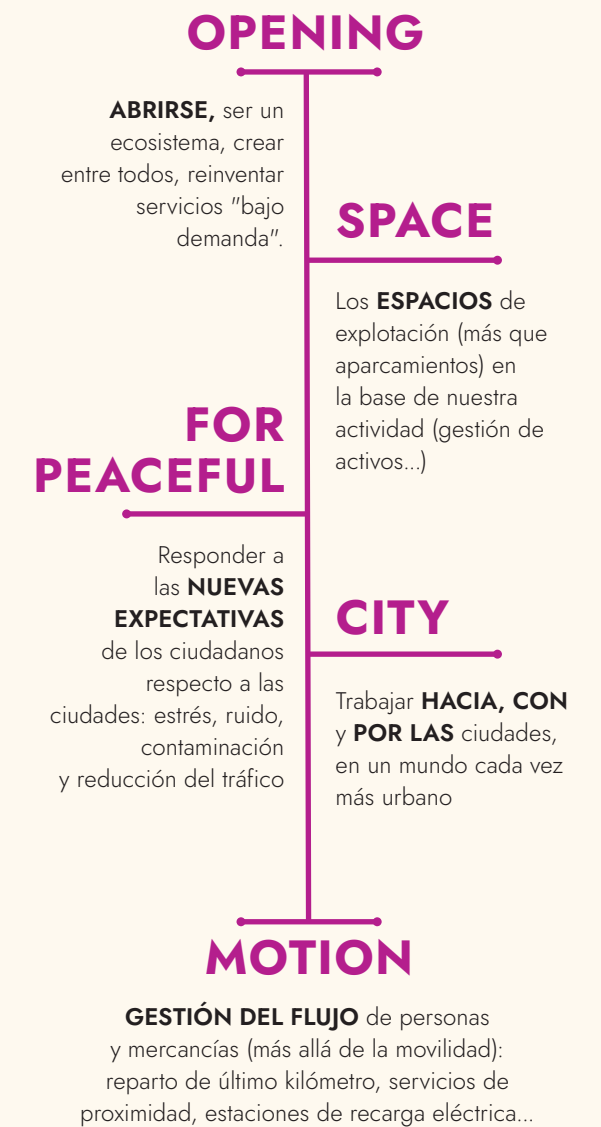 OPENING
ABRIRSE, ser un
ecosistema, crear
entre todos, reinventar
servicios "bajo
demanda".
SPACE
Los ESPACIOS de
explotación (más que
aparcamientos) en
la base de nuestra
actividad (gestión de
activos...)
FOR
PEACEFUL
Responder a
las NUEVAS
EXPECTATIVAS
de los ciudadanos
respecto a las
ciudades: estrés, ruido,
contaminación
y reducción del tráfico
CITY
Trabajar HACIA, CON
y POR LAS ciudades,
en un mundo cada vez
más urbano
MOTION
GESTIÓN DEL FLUJO de personas
y mercancías (más allá de la movilidad):
reparto de último kilómetro, servicios de
proximidad, estaciones de recarga eléctrica...